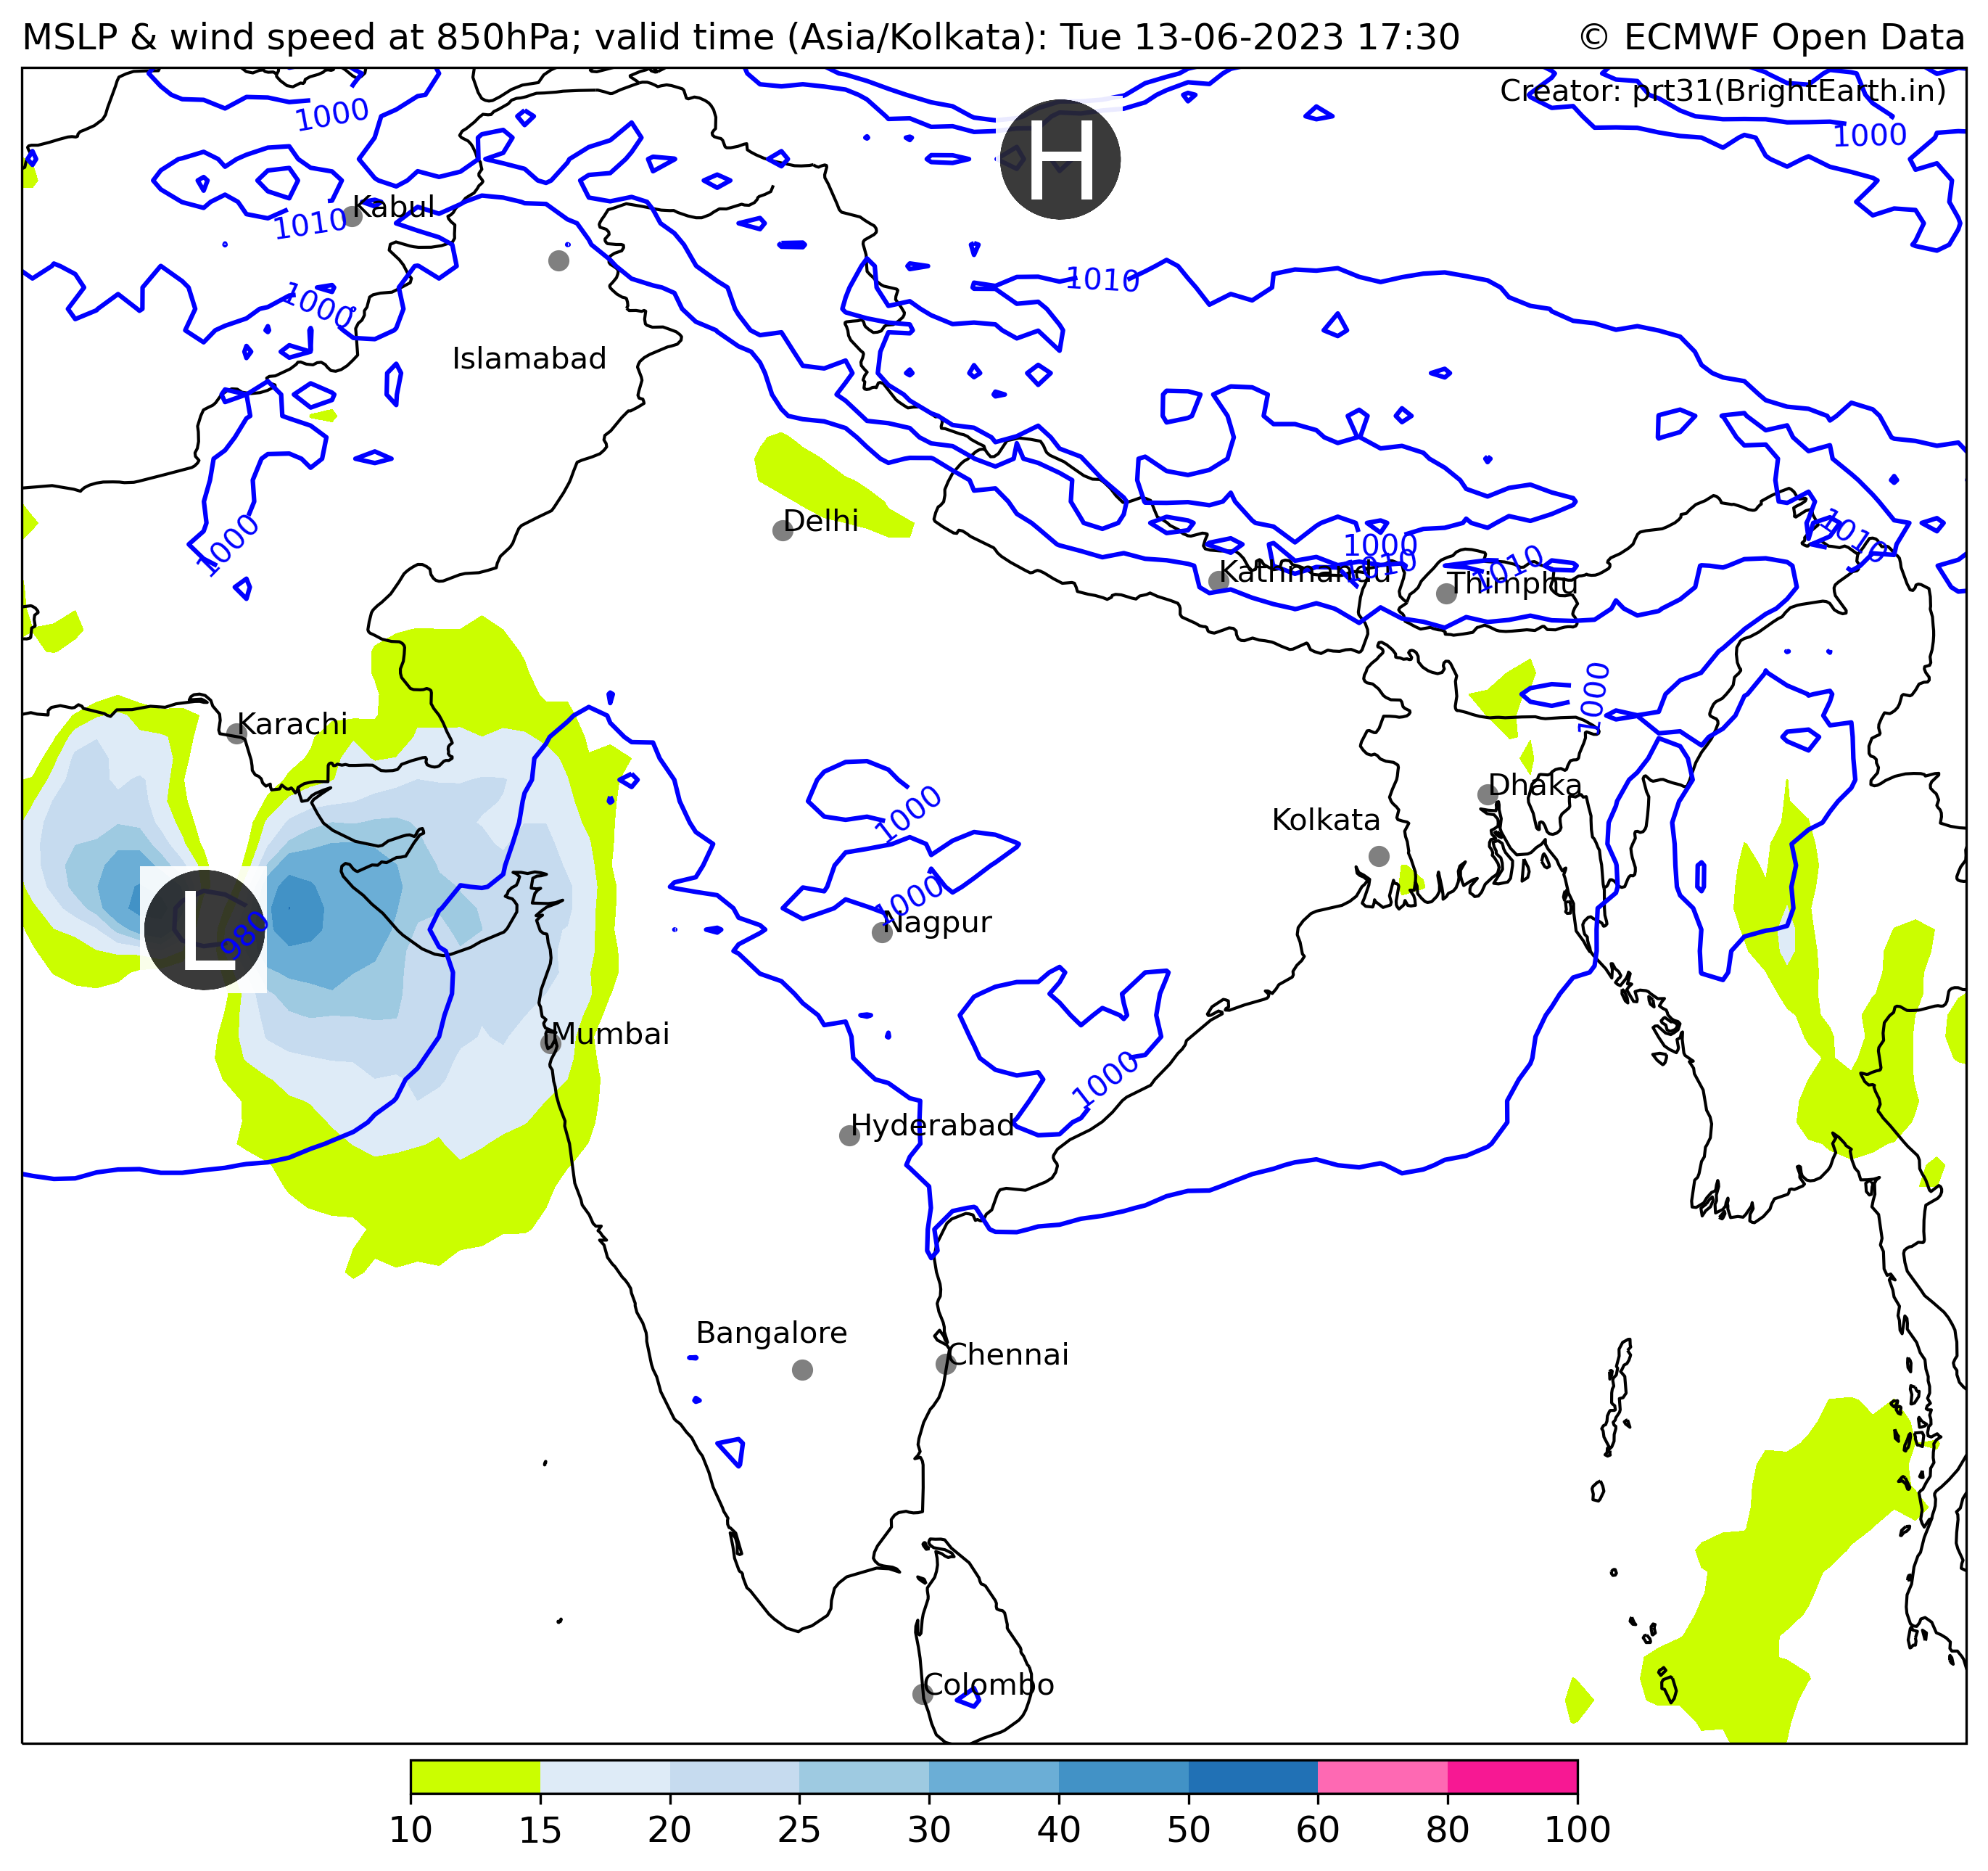 MSLP & wind speed at 850hPa; valid time (Asia/Kolkata): Tue 13-06-2023 17:30
© ECMWF Open Data
Creator: prt31(BrightEarth.in)
1000
H
1000
Kabul
1010
1010
1000
Islamabad
Delhi
1000
1010
1000
1010
1010
Kathmandu
Thimphu
1000
Karachi
1000
Dhaka
Kolkata
1000
Nagpur
L
980
Mumbai
1000
Hyderabad
Bangalore
Chennai
Colombo
10 15 20 25 30 40 50 60 80 100